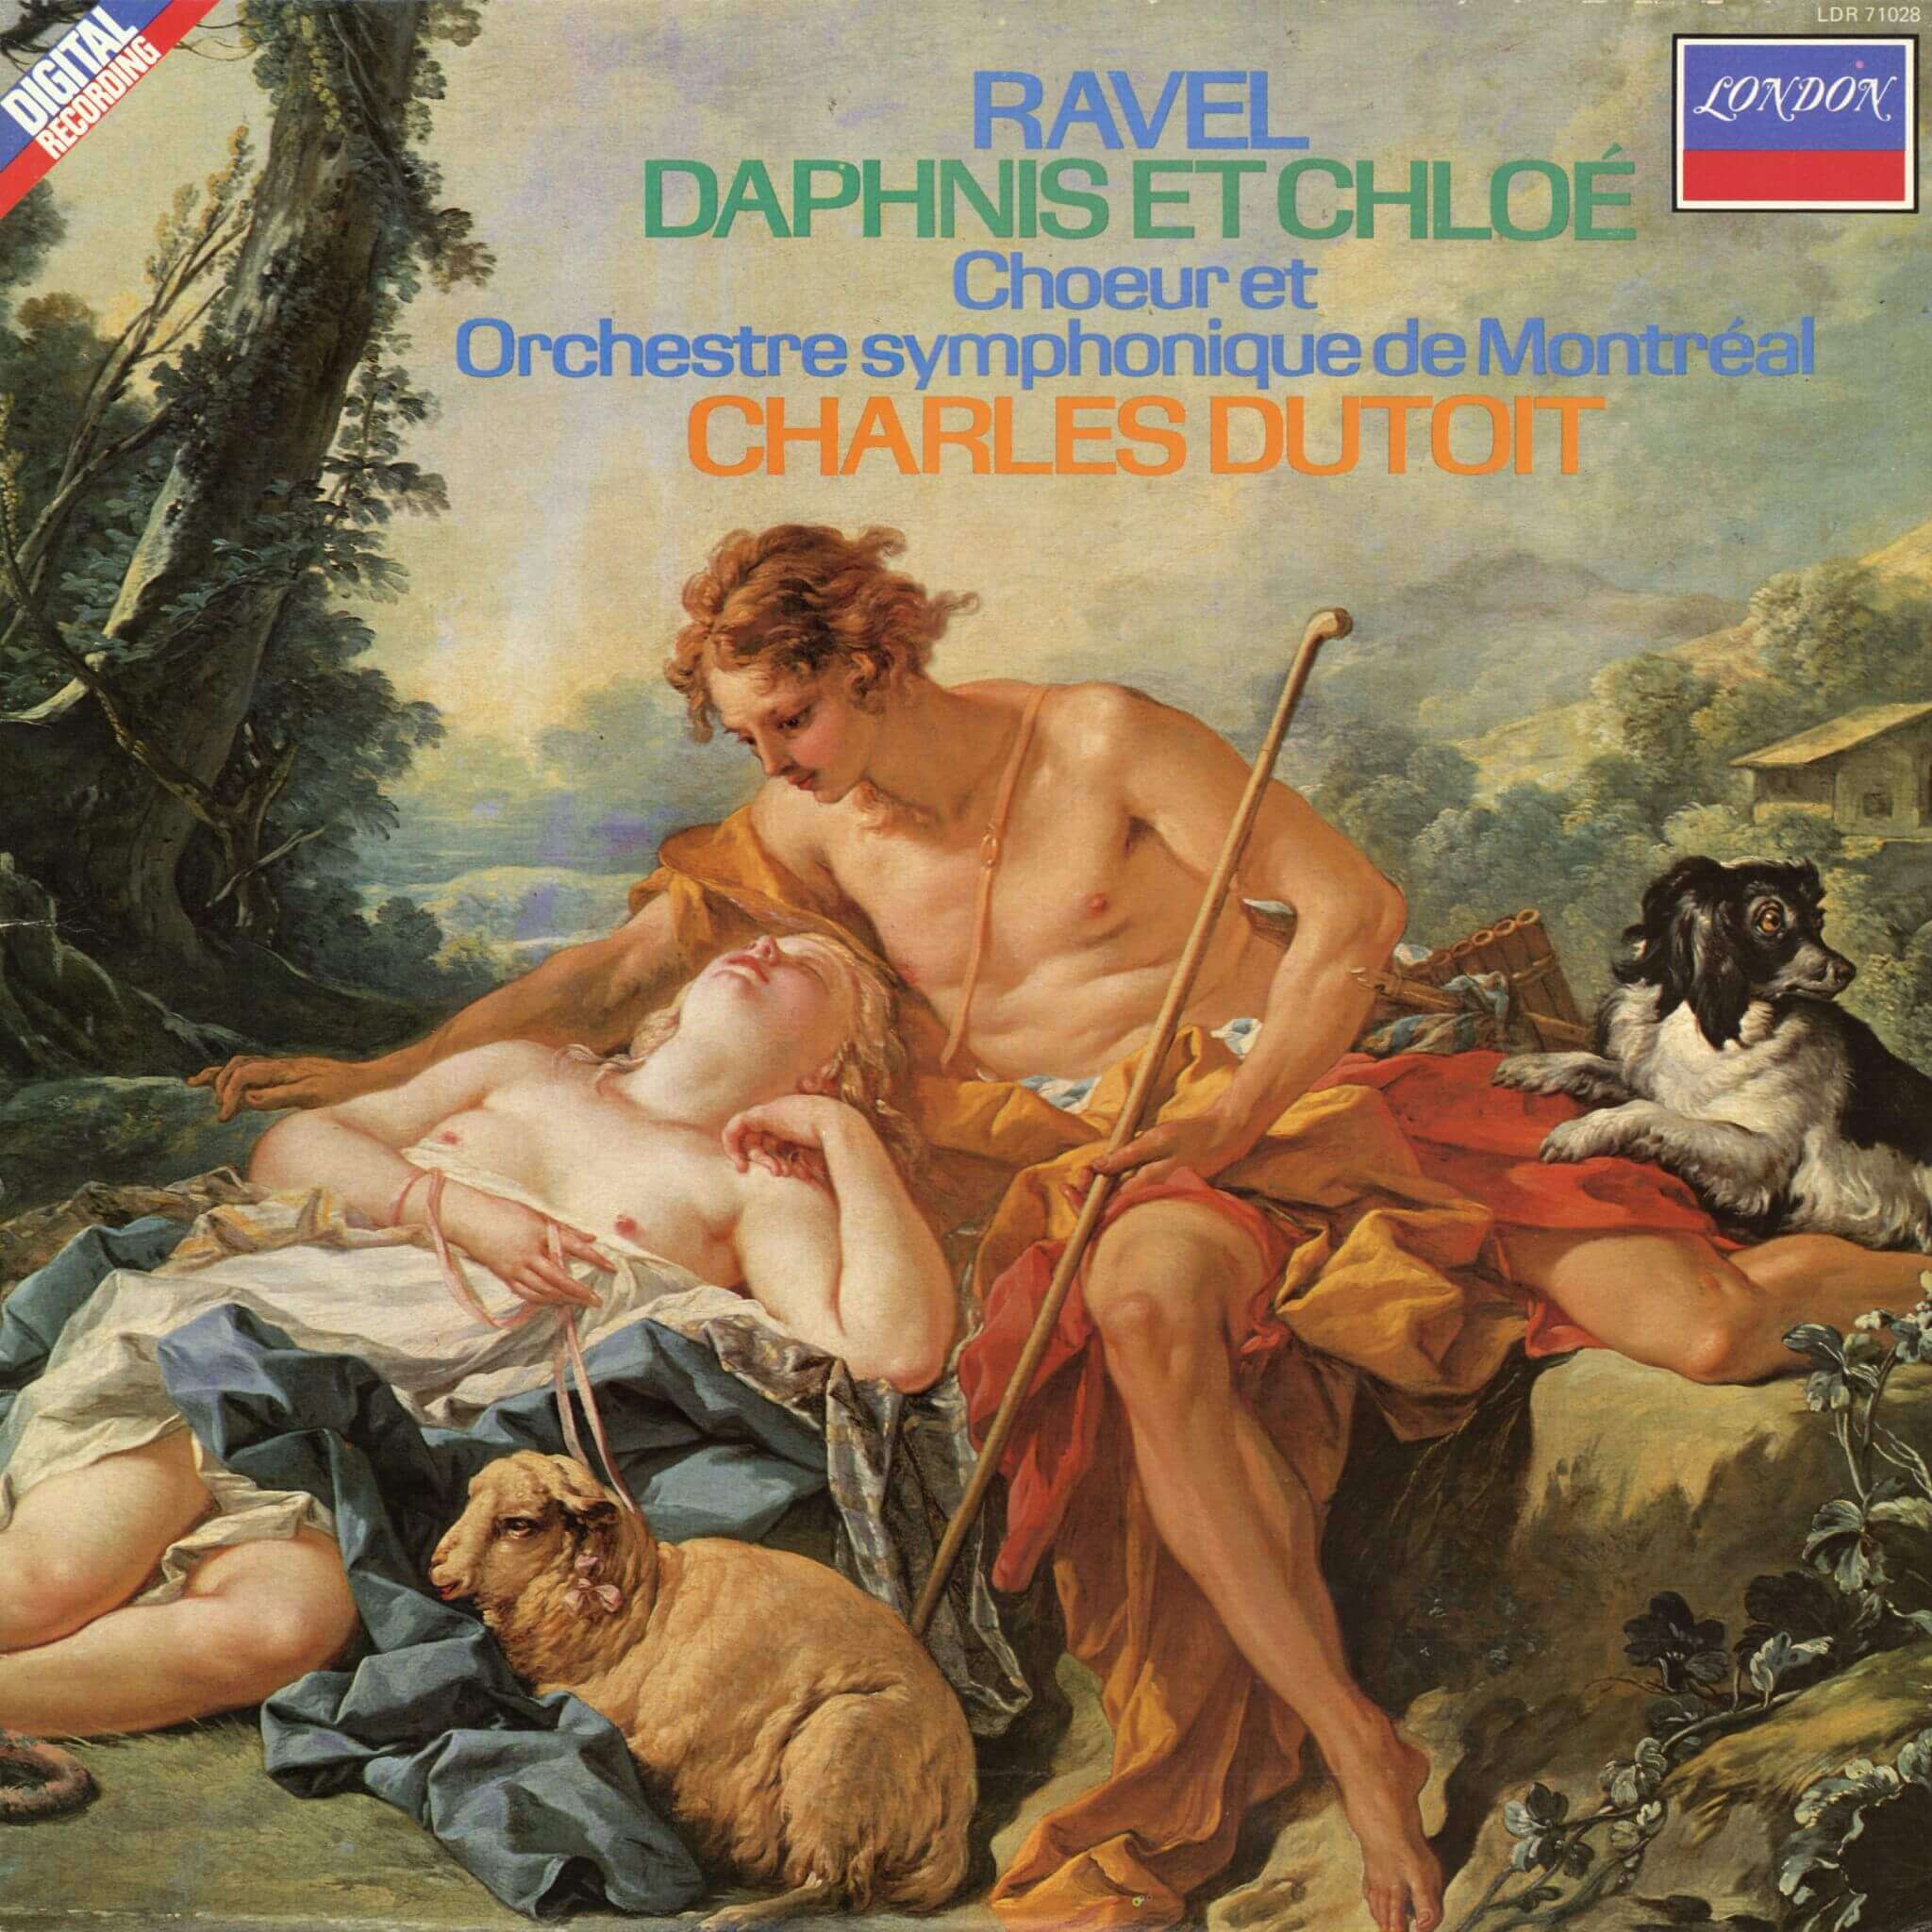 DIGITAL
RECORDING
LDR 71028
LONDON
RAVEL
DAPHNIS ET CHLOÉ
Choeur et
Orchestre symphonique de Montréal
CHARLES DUTOIT